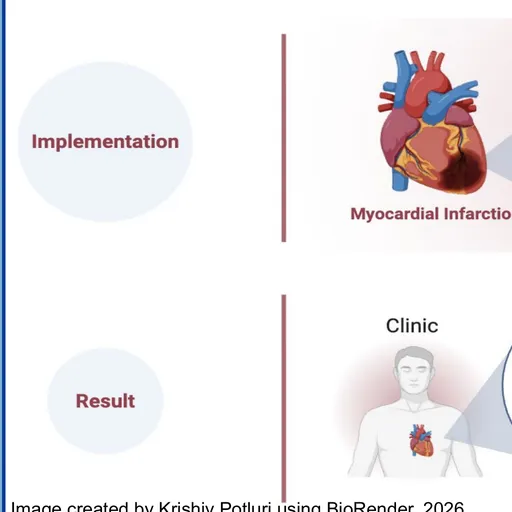 Implementation
Myocardial Infarctio
Clinic
Result
Image created by Krishiv Potluri using BioRender, 2026